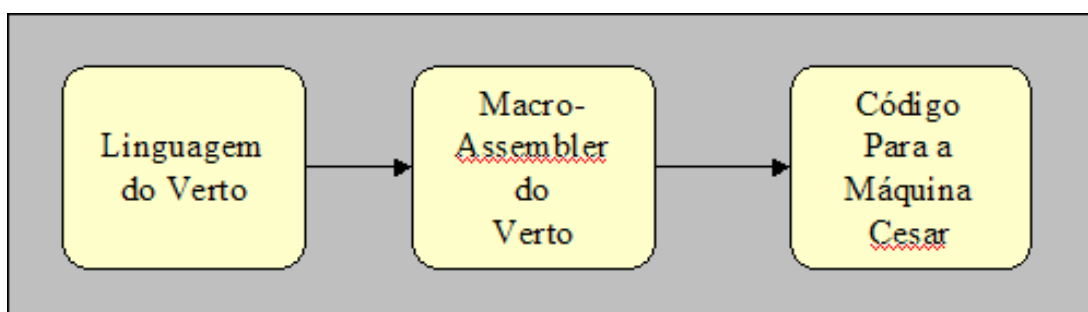 Linguagem
do Verto
Macro-
Assembler
do
Verto
Código
Para a
Máquina
Cesar